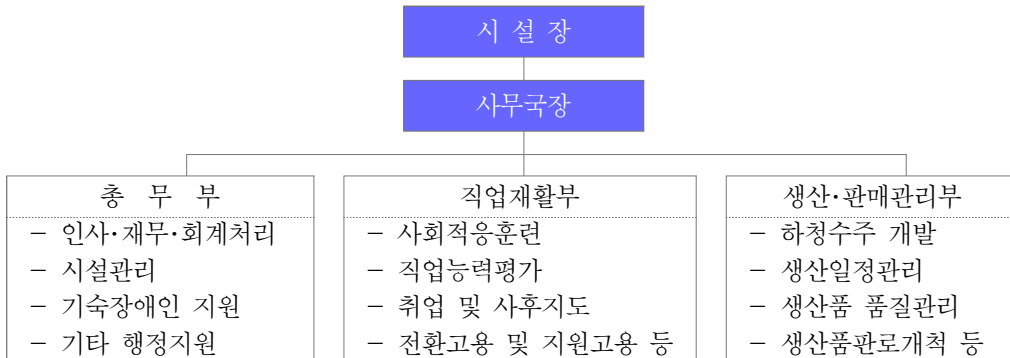 시 설 장
사무국장
총 무 부
- 인사·재무·회계처리
- 시설관리
- 기숙장애인 지원
- 기타 행정지원
직업재활부
- 사회적응훈련
- 직업능력평가
- 취업 및 사후지도
- 전환고용 및 지원고용 등
생산·판매관리부
- 하청수주 개발
- 생산일정관리
- 생산품 품질관리
- 생산품판로개척 등